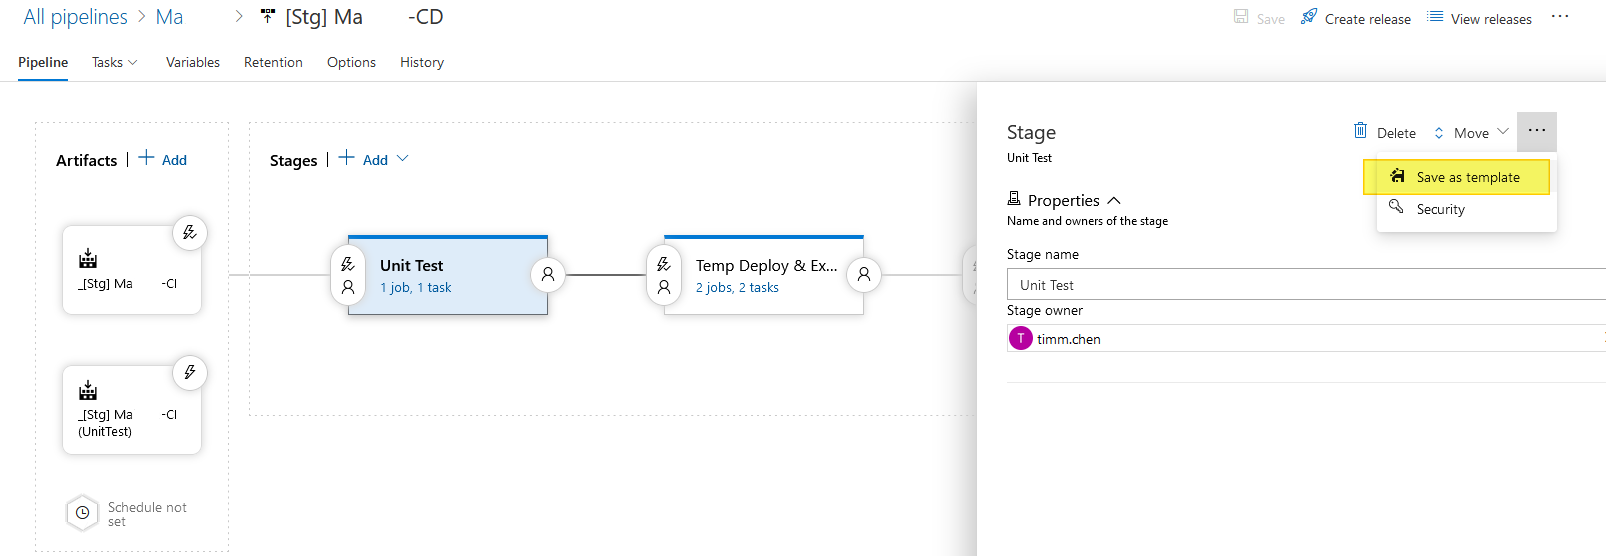 All pipelines > Ma > [Stg] Ma -CD
Save Create release View releases ...
Pipeline Tasks Variables Retention Options History
Artifacts | + Add
Stages | + Add
_[Stg] Ma -CI
_[Stg] Ma -CI
(UnitTest)
Schedule not
set
Unit Test
1 job, 1 task
Temp Deploy & Ex...
2 jobs, 2 tasks
Stage
Unit Test
Delete Move ...
Save as template
Security
Properties
Name and owners of the stage
Stage name
Unit Test
Stage owner
T timm.chen